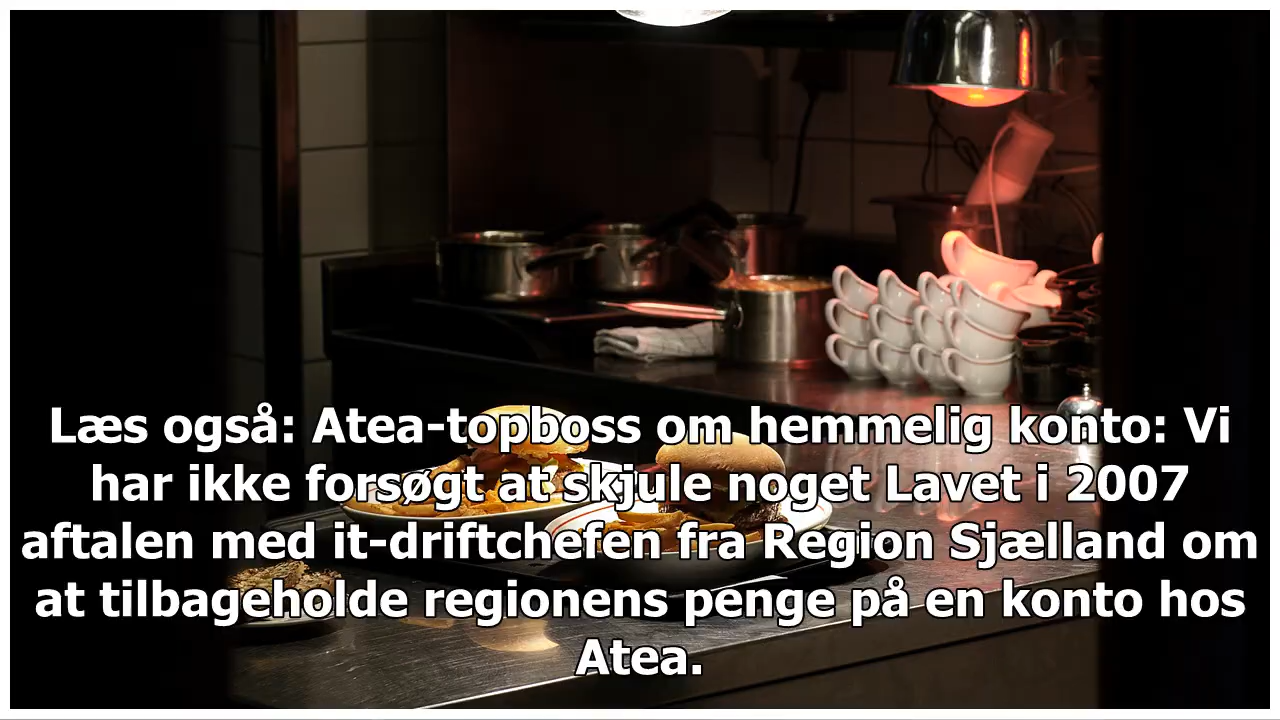 Læs også: Atea-topboss om hemmelig konto: Vi
har ikke forsøgt at skjule noget Lavet i 2007
aftalen med it-driftchefen fra Region Sjælland om
at tilbageholde regionens penge på en konto hos
Atea.